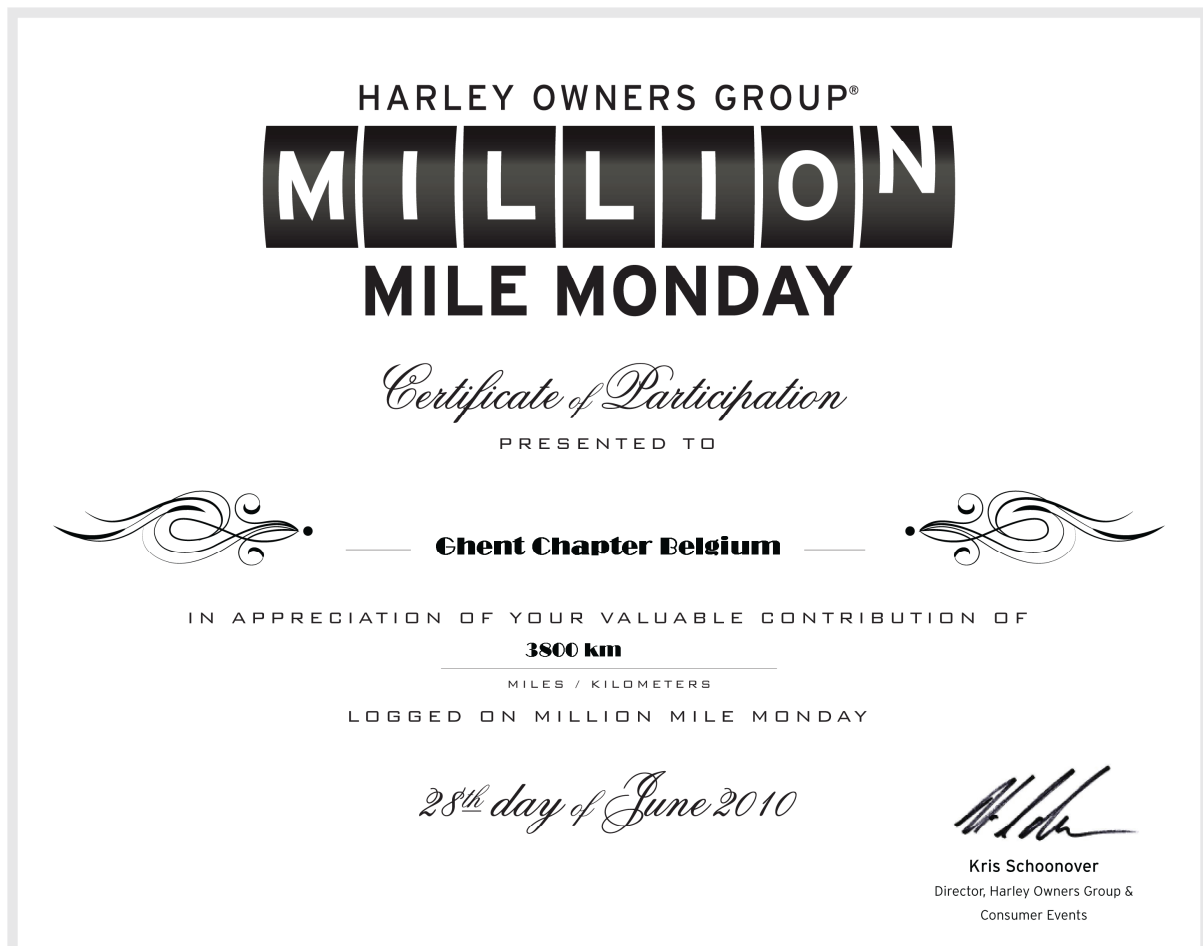 HARLEY OWNERS GROUP®
MILLION
MILE MONDAY
Certificate of Participation
PRESENTED TO
Ghent Chapter Belgium
IN APPRECIATION OF YOUR VALUABLE CONTRIBUTION OF
3800 km
MILES / KILOMETERS
LOGGED ON MILLION MILE MONDAY
28th day of June 2010
Kris Schoonover
Director, Harley Owners Group &
Consumer Events